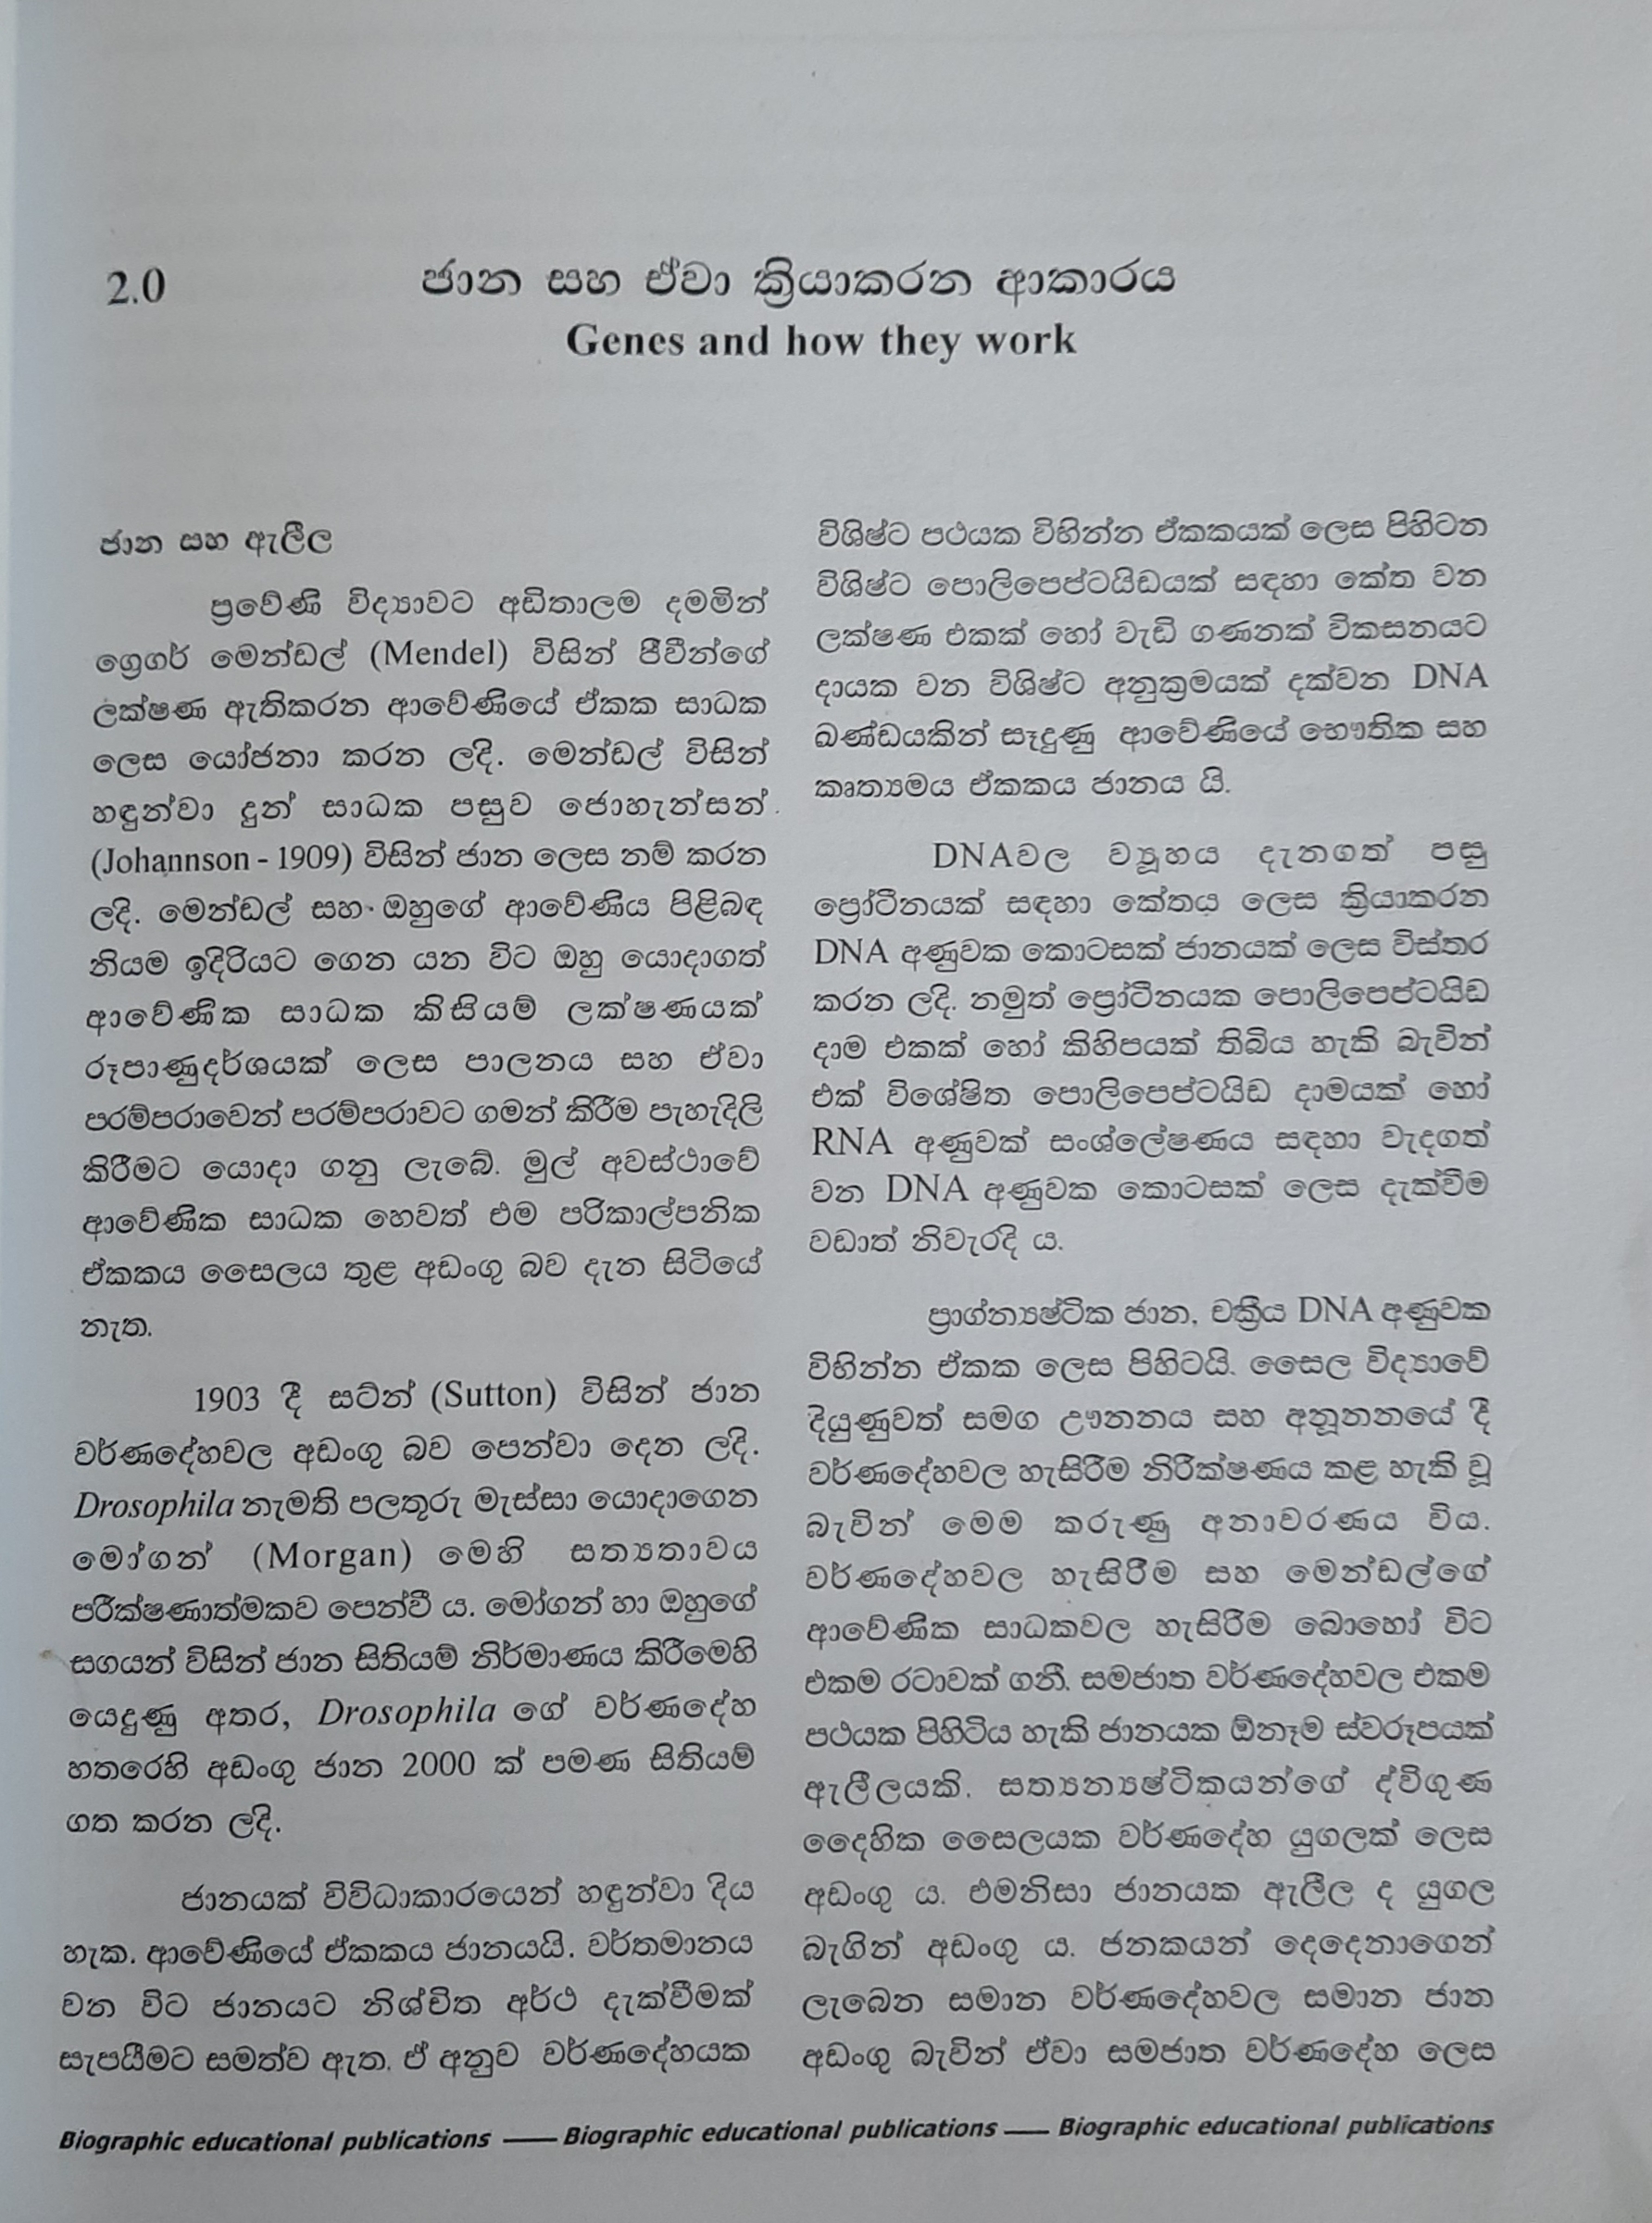 2.0 ජාන සහ ඒවා ක්‍රියාකරන ආකාරය
Genes and how they work
ජාන සහ ඇලීල
ප්‍රවේණි විද්‍යාවට අඩිතාලම දමමින්
ග්‍රෙගර් මෙන්ඩල් (Mendel) විසින් ජීවීන්ගේ
ලක්ෂණ ඇතිකරන ආවේණියේ ඒකක සාධක
ලෙස යෝජනා කරන ලදි. මෙන්ඩල් විසින්
හඳුන්වා දුන් සාධක පසුව ජොහැන්සන්
(Johannson - 1909) විසින් ජාන ලෙස නම් කරන
ලදි. මෙන්ඩල් සහ ඔහුගේ ආවේණිය පිළිබඳ
නියම ඉදිරියට ගෙන යන විට ඔහු යොදාගත්
ආවේණික සාධක කිසියම් ලක්ෂණයක්
රූපාණුදර්ශයක් ලෙස පාලනය සහ ඒවා
පරම්පරාවෙන් පරම්පරාවට ගමන් කිරීම පැහැදිලි
කිරීමට යොදා ගනු ලැබේ. මුල් අවස්ථාවේ
ආවේණික සාධක හෙවත් එම පරිකාල්පනික
ඒකකය සෛලය තුළ අඩංගු බව දැන සිටියේ
නැත.
1903 දී සටන් (Sutton) විසින් ජාන
වර්ණදේහවල අඩංගු බව පෙන්වා දෙන ලදි.
Drosophila නැමති පලතුරු මැස්සා යොදාගෙන
මෝගන් (Morgan) මෙහි සත්‍යතාවය
පරීක්ෂණාත්මකව පෙන්වී ය. මෝගන් හා ඔහුගේ
සගයන් විසින් ජාන සිතියම් නිර්මාණය කිරීමෙහි
යෙදුණු අතර, Drosophila ගේ වර්ණදේහ
හතරෙහි අඩංගු ජාන 2000 ක් පමණ සිතියම්
ගත කරන ලදි.
ජානයක් විවිධාකාරයෙන් හඳුන්වා දිය
හැක. ආවේණියේ ඒකකය ජානයයි. වර්තමානය
වන විට ජානයට නිශ්චිත අර්ථ දැක්වීමක්
සැපයීමට සමත්ව ඇත. ඒ අනුව වර්ණදේහයක
විශිෂ්ට පථයක විභින්න ඒකකයක් ලෙස පිහිටන
විශිෂ්ට පොලිපෙප්ටයිඩයක් සඳහා කේත වන
ලක්ෂණ එකක් හෝ වැඩි ගණනක් විකසනයට
දායක වන විශිෂ්ට අනුක්‍රමයක් දක්වන DNA
ඛණ්ඩයකින් සෑදුණු ආවේණියේ භෞතික සහ
කෘත්‍යමය ඒකකය ජානය යි.
DNAවල ව්‍යූහය දැනගත් පසු
ප්‍රෝටීනයක් සඳහා කේතය ලෙස ක්‍රියාකරන
DNA අණුවක කොටසක් ජානයක් ලෙස විස්තර
කරන ලදි. නමුත් ප්‍රෝටීනයක පොලිපෙප්ටයිඩ
දාම එකක් හෝ කිහිපයක් තිබිය හැකි බැවින්
එක් විශේෂිත පොලිපෙප්ටයිඩ දාමයක් හෝ
RNA අණුවක් සංශ්ලේෂණය සඳහා වැදගත්
වන DNA අණුවක කොටසක් ලෙස දැක්වීම
වඩාත් නිවැරදි ය.
ප්‍රාග්න්‍යෂ්ටික ජාන, චක්‍රීය DNA අණුවක
විභින්න ඒකක ලෙස පිහිටයි. සෛල විද්‍යාවේ
දියුණුවත් සමග ඌනනය සහ අනූනනයේ දී
වර්ණදේහවල හැසිරීම නිරීක්ෂණය කළ හැකි වූ
බැවින් මෙම කරුණු අනාවරණය විය.
වර්ණදේහවල හැසිරීම සහ මෙන්ඩල්ගේ
ආවේණික සාධකවල හැසිරීම බොහෝ විට
එකම රටාවක් ගනී. සමජාත වර්ණදේහවල එකම
පථයක පිහිටිය හැකි ජානයක ඕනෑම ස්වරූපයක්
ඇලීලයකි. සත්‍යන්‍යෂ්ටිකයන්ගේ ද්විගුණ
දෛහික සෛලයක වර්ණදේහ යුගලක් ලෙස
අඩංගු ය. එමනිසා ජානයක ඇලීල ද යුගල
බැගින් අඩංගු ය. ජනකයන් දෙදෙනාගෙන්
ලැබෙන සමාන වර්ණදේහවල සමාන ජාන
අඩංගු බැවින් ඒවා සමජාත වර්ණදේහ ලෙස
Biographic educational publications —— Biographic educational publications —— Biographic educational publications